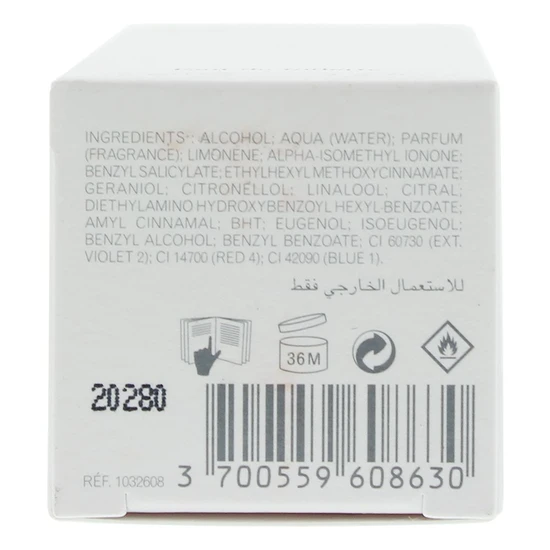 INGREDIENTS : ALCOHOL; AQUA (WATER); PARFUM
(FRAGRANCE); LIMONENE; ALPHA-ISOMETHYL IONONE;
BENZYL SALICYLATE; ETHYLHEXYL METHOXYCINNAMATE;
GERANIOL; CITRONELLOL; LINALOOL; CITRAL;
DIETHYLAMINO HYDROXYBENZOYL HEXYL-BENZOATE;
AMYL CINNAMAL; BHT; EUGENOL; ISOEUGENOL;
BENZYL ALCOHOL; BENZYL BENZOATE; CI 60730 (EXT.
VIOLET 2); CI 14700 (RED 4); CI 42090 (BLUE 1).
للاستعمال الخارجي فقط
36M
20280
RÉF. 1032608
3 700559 608630